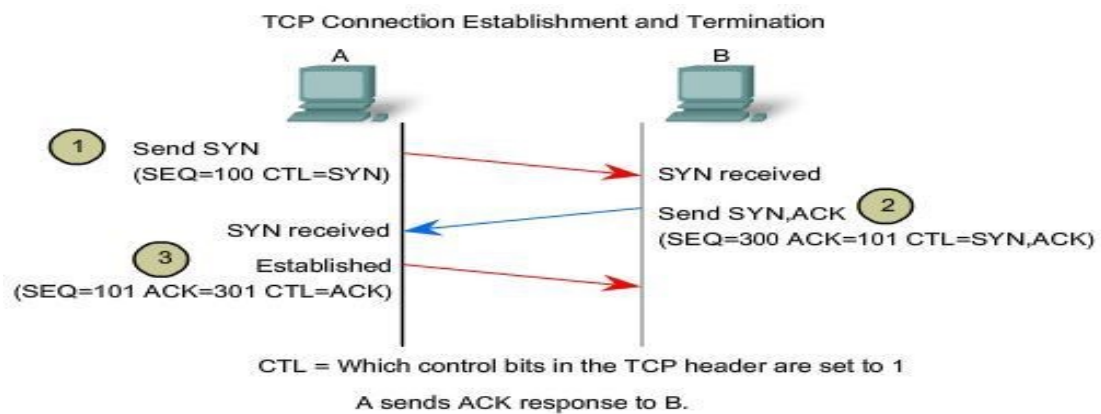 TCP Connection Establishment and Termination
A
B
1
Send SYN
(SEQ=100 CTL=SYN)
SYN received
Send SYN,ACK
2
(SEQ=300 ACK=101 CTL=SYN,ACK)
SYN received
3
Established
(SEQ=101 ACK=301 CTL=ACK)
CTL = Which control bits in the TCP header are set to 1
A sends ACK response to B.